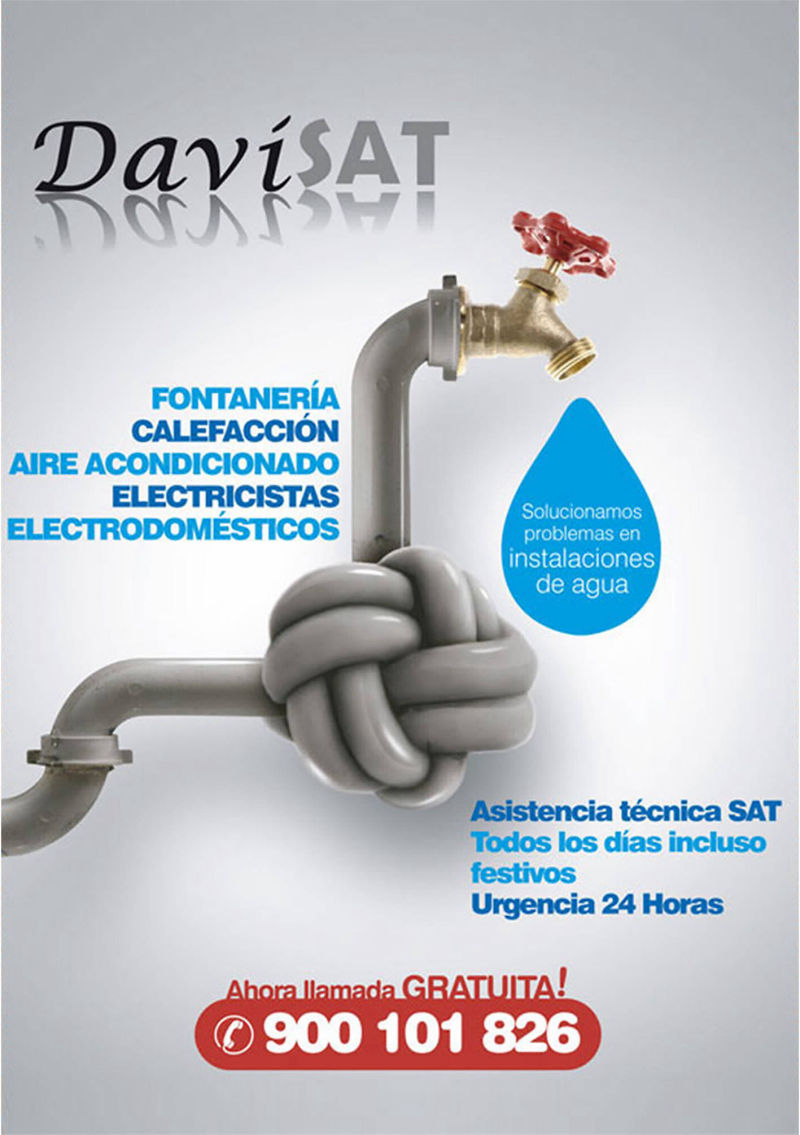 DaviSAT
FONTANERÍA
CALEFACCIÓN
AIRE ACONDICIONADO
ELECTRICISTAS
ELECTRODOMÉSTICOS
Solucionamos
problemas en
instalaciones
de agua
Asistencia técnica SAT
Todos los días incluso
festivos
Urgencia 24 Horas
Ahora llamada GRATUITA!
900 101 826